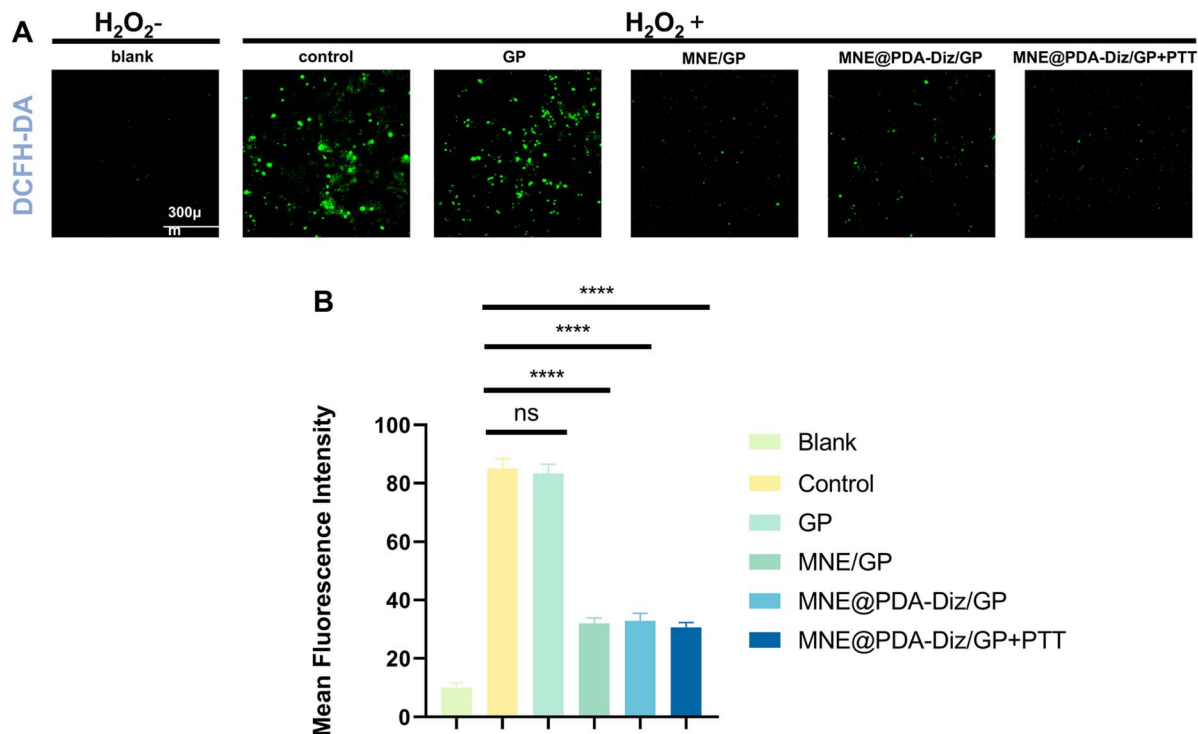 A
H₂O₂-
H₂O₂ +
blank
control
GP
MNE/GP
MNE@PDA-Diz/GP
MNE@PDA-Diz/GP+PTT
DCFH-DA
300μ
m
B
****
****
****
ns
Mean Fluorescence Intensity
100
80
60
40
20
0
Blank
Control
GP
MNE/GP
MNE@PDA-Diz/GP
MNE@PDA-Diz/GP+PTT